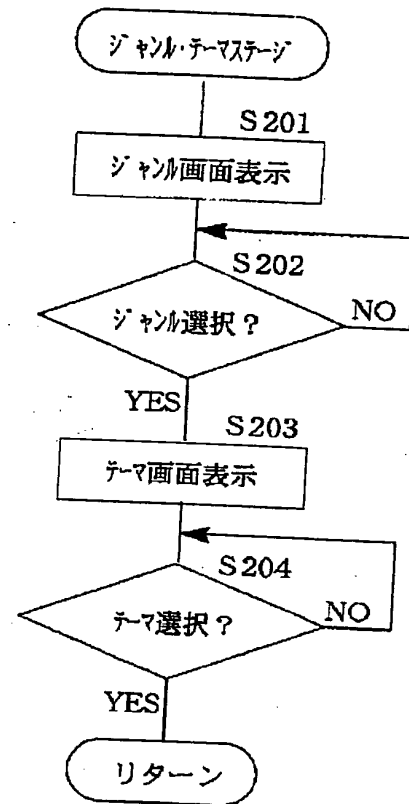 ジャンル・テーマステージ
S201
ジャンル画面表示
S202
ジャンル選択？
NO
YES
S203
テーマ画面表示
S204
テーマ選択？
NO
YES
リターン